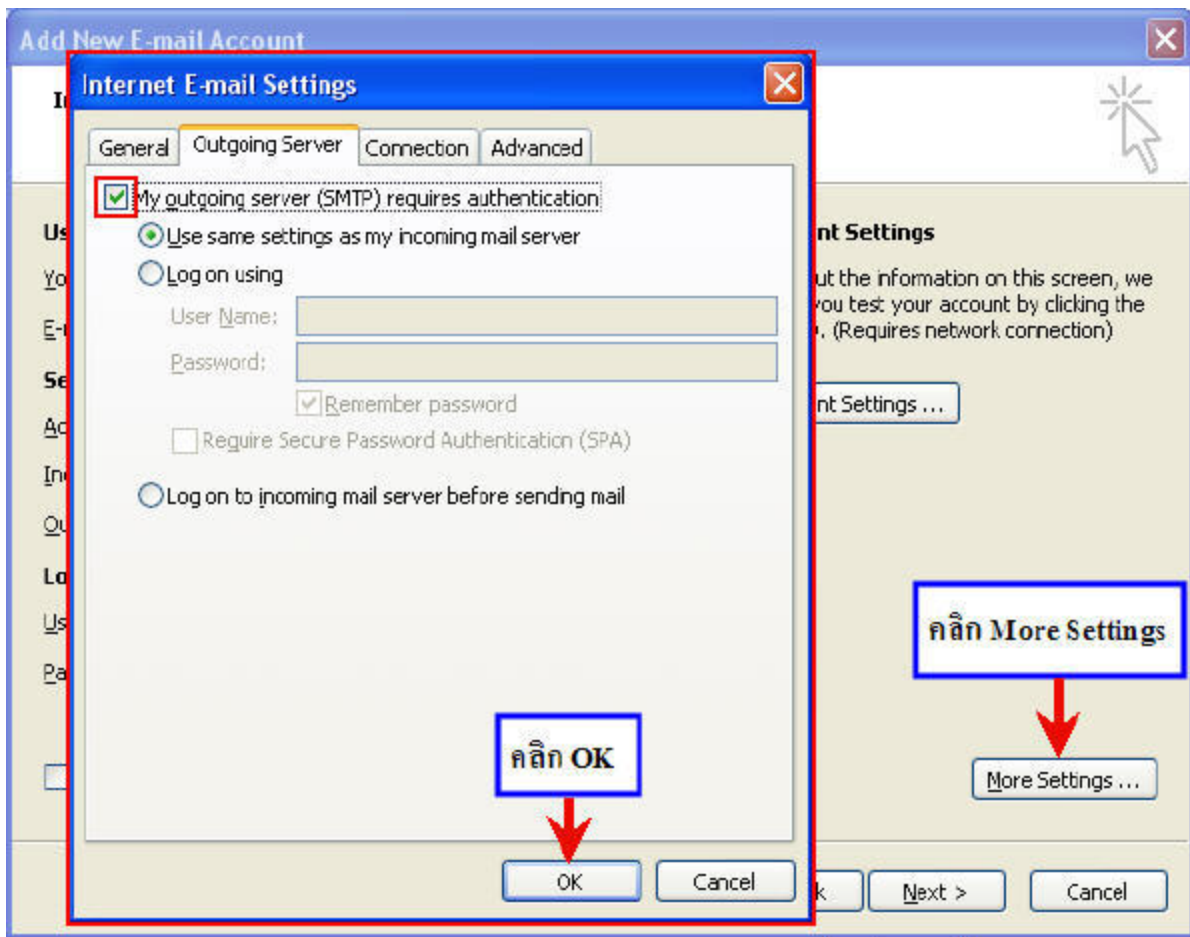 Add New E-mail Account
Internet E-mail Settings
General
Outgoing Server
Connection
Advanced
My outgoing server (SMTP) requires authentication
Use same settings as my incoming mail server
Log on using
User Name:
Password:
Remember password
Require Secure Password Authentication (SPA)
Log on to incoming mail server before sending mail
คลิก OK
OK
Cancel
nt Settings
ut the information on this screen, we
you test your account by clicking the
. (Requires network connection)
nt Settings ...
คลิก More Settings
More Settings ...
Next >
Cancel